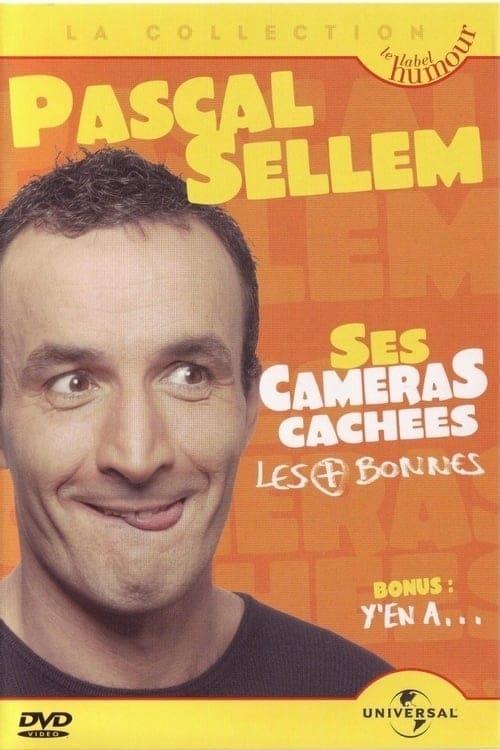 LA COLLECTION
le label
humour
PASCAL
SELLEM
SES
CAMERAS
CACHEES
LES + BONNES
BONUS :
Y'EN A...
DVD
VIDEO
UNIVERSAL